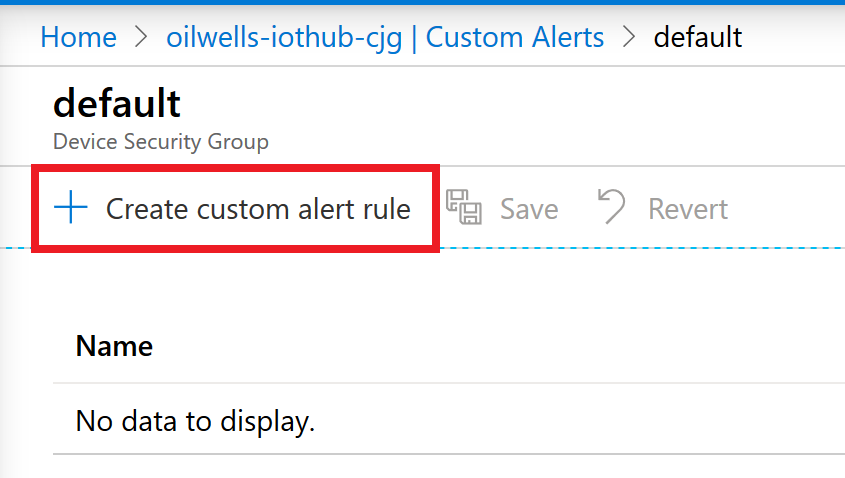 Home > oilwells-iothub-cjg | Custom Alerts > default
default
Device Security Group
Create custom alert rule Save Revert
Name
No data to display.